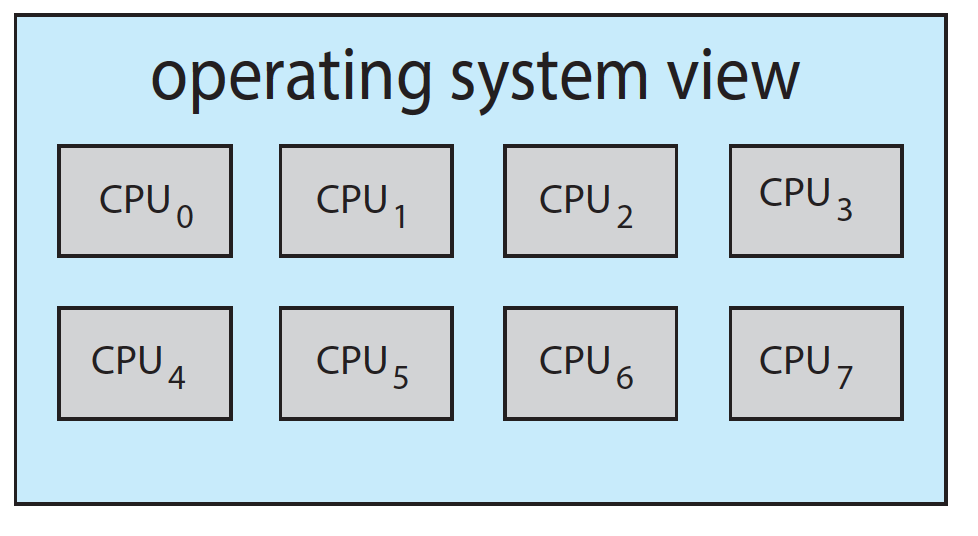 operating system view
CPU0 CPU1 CPU2 CPU3
CPU4 CPU5 CPU6 CPU7